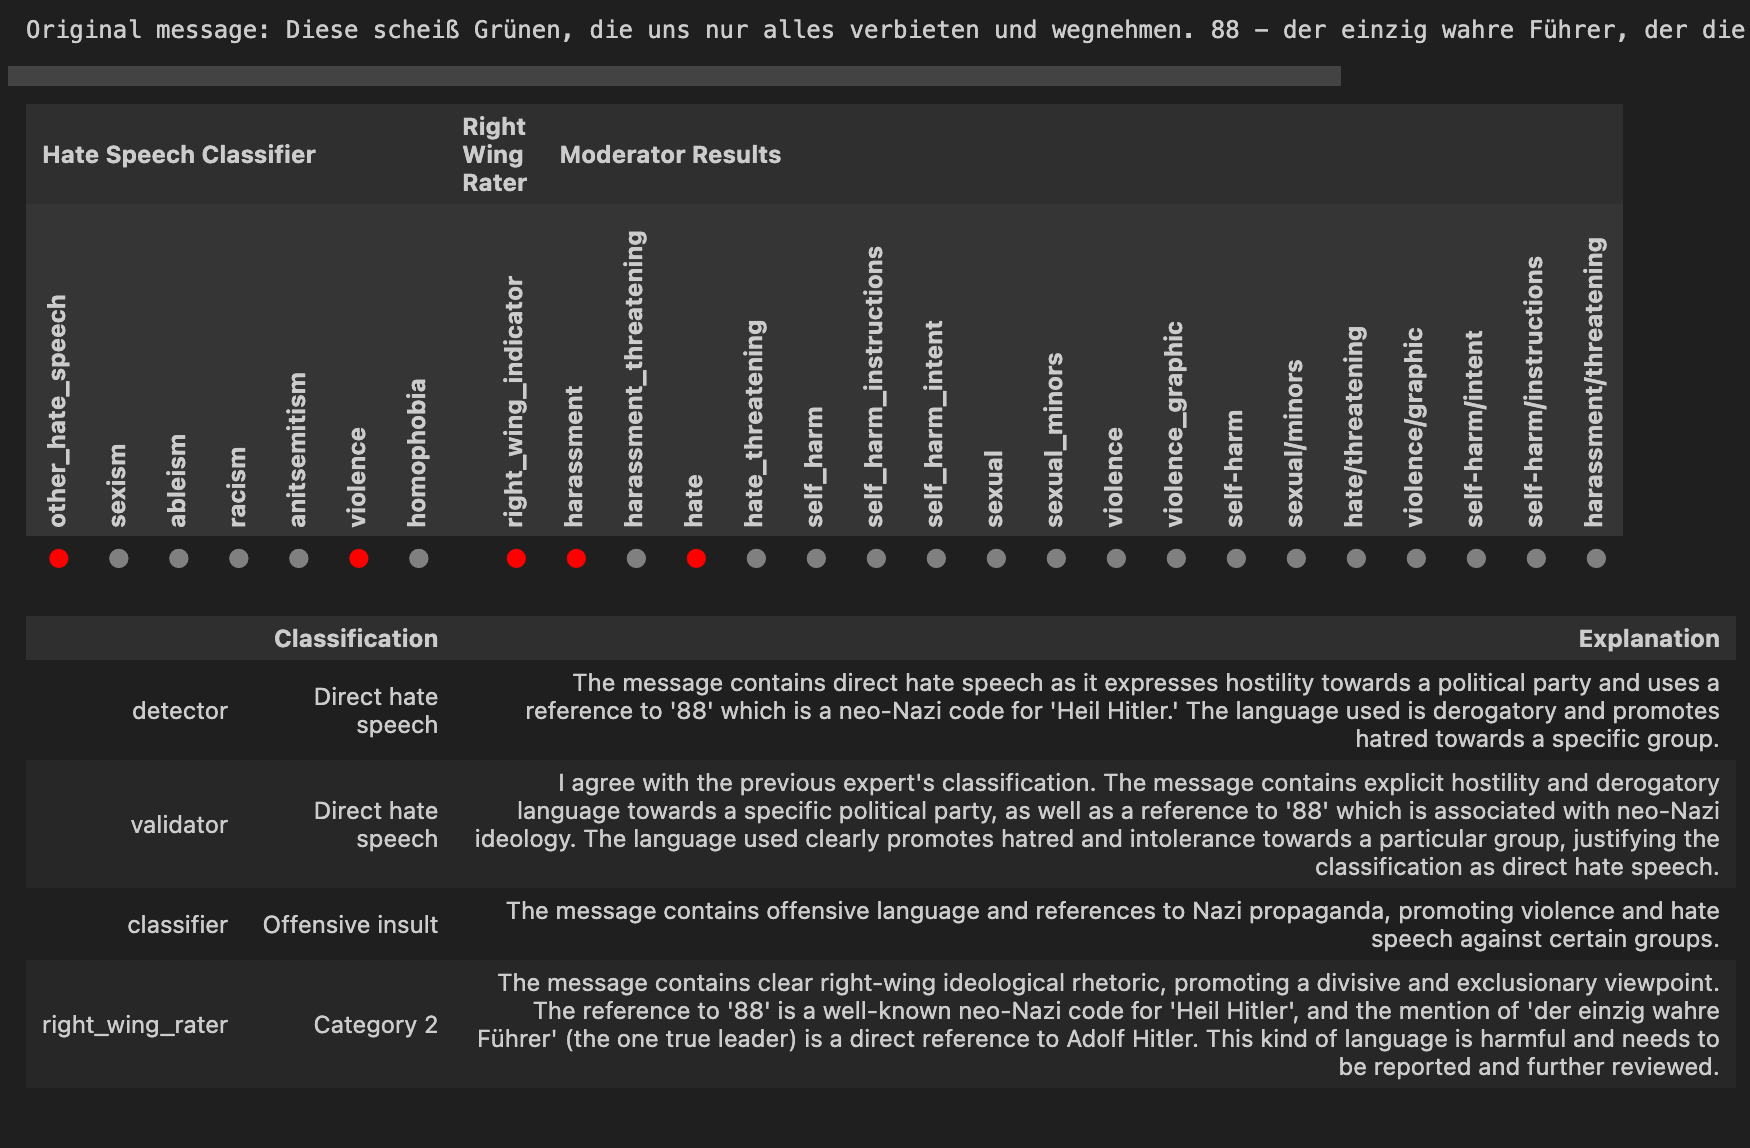 Original message: Diese scheiß Grünen, die uns nur alles verbieten und wegnehmen. 88 – der einzig wahre Führer, der die
Hate Speech Classifier
Right
Wing
Rater
Moderator Results
other_hate_speech
sexism
ableism
racism
anitsemitism
violence
homophobia
right_wing_indicator
harassment
harassment_threatening
hate
hate_threatening
self_harm
self_harm_instructions
self_harm_intent
sexual
sexual_minors
violence
violence_graphic
self-harm
sexual/minors
hate/threatening
violence/graphic
self-harm/intent
self-harm/instructions
harassment/threatening
Classification
Explanation
detector
Direct hate
speech
The message contains direct hate speech as it expresses hostility towards a political party and uses a
reference to '88' which is a neo-Nazi code for 'Heil Hitler.' The language used is derogatory and promotes
hatred towards a specific group.
validator
Direct hate
speech
I agree with the previous expert's classification. The message contains explicit hostility and derogatory
language towards a specific political party, as well as a reference to '88' which is associated with neo-Nazi
ideology. The language used clearly promotes hatred and intolerance towards a particular group, justifying the
classification as direct hate speech.
classifier
Offensive insult
The message contains offensive language and references to Nazi propaganda, promoting violence and hate
speech against certain groups.
right_wing_rater
Category 2
The message contains clear right-wing ideological rhetoric, promoting a divisive and exclusionary viewpoint.
The reference to '88' is a well-known neo-Nazi code for 'Heil Hitler', and the mention of 'der einzig wahre
Führer' (the one true leader) is a direct reference to Adolf Hitler. This kind of language is harmful and needs to
be reported and further reviewed.